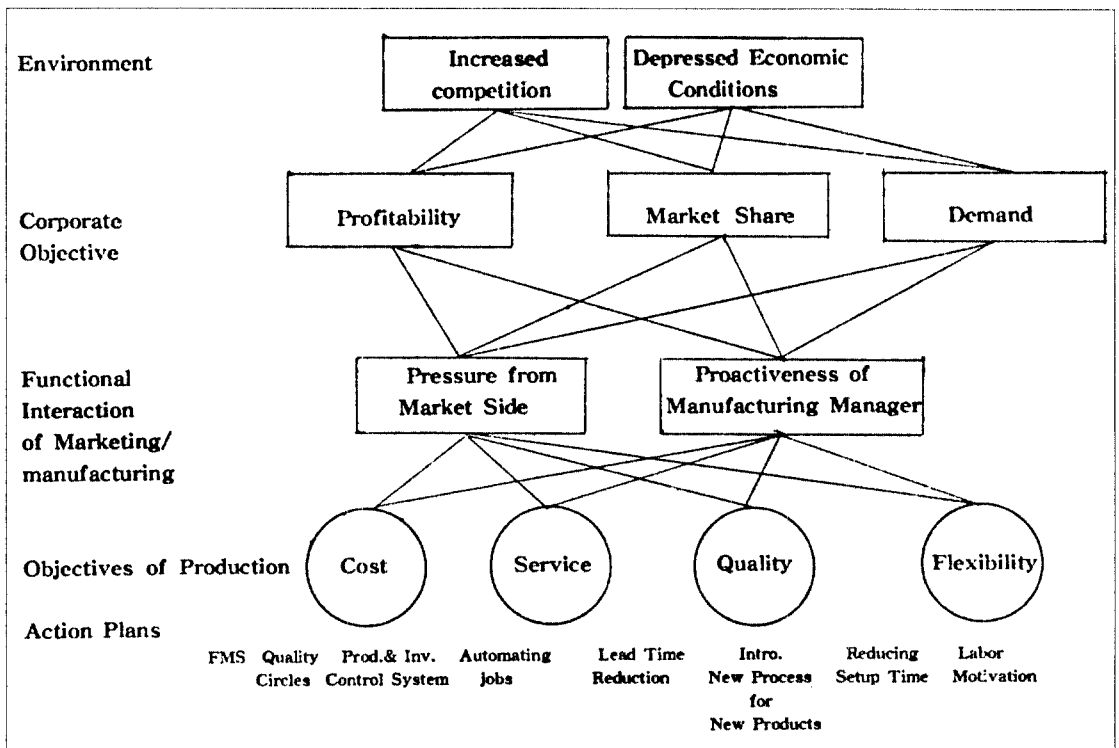 Environment
Increased
competition
Depressed Economic
Conditions
Corporate
Objective
Profitability
Market Share
Demand
Functional
Interaction
of Marketing/
manufacturing
Pressure from
Market Side
Proactiveness of
Manufacturing Manager
Objectives of Production
Cost
Service
Quality
Flexibility
Action Plans
FMS
Quality
Circles
Prod.& Inv.
Control System
Automating
jobs
Lead Time
Reduction
Intro.
New Process
for
New Products
Reducing
Setup Time
Labor
Motivation